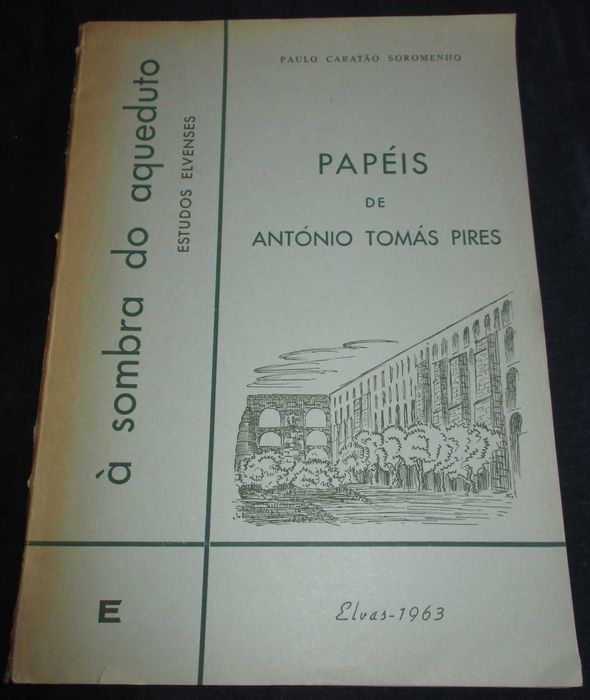 PAULO CARATÃO SOROMENHO
PAPÉIS
DE
ANTÓNIO TOMÁS PIRES
à sombra do aqueduto
ESTUDOS ELVENSES
E
Elvas-1963